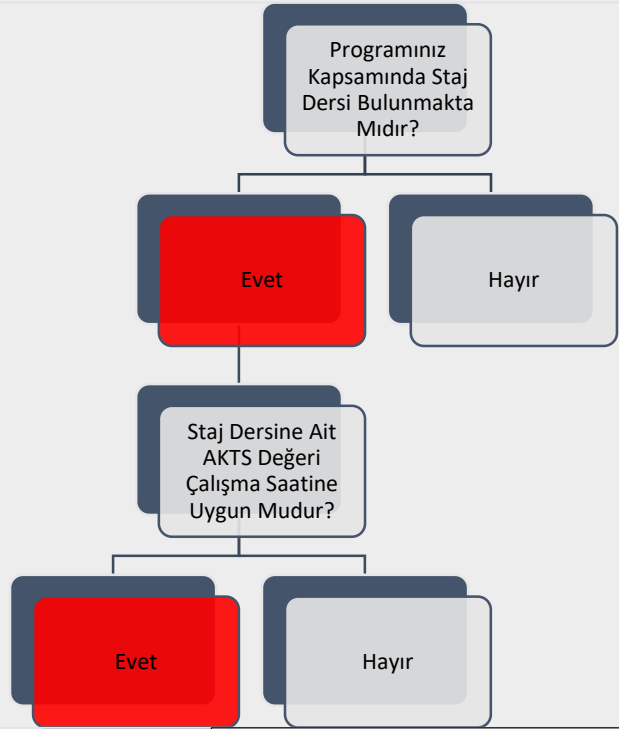 Programınız
Kapsamında Staj
Dersi Bulunmakta
Mıdır?
Evet
Hayır
Staj Dersine Ait
AKTS Değeri
Çalışma Saatine
Uygun Mudur?
Evet
Hayır